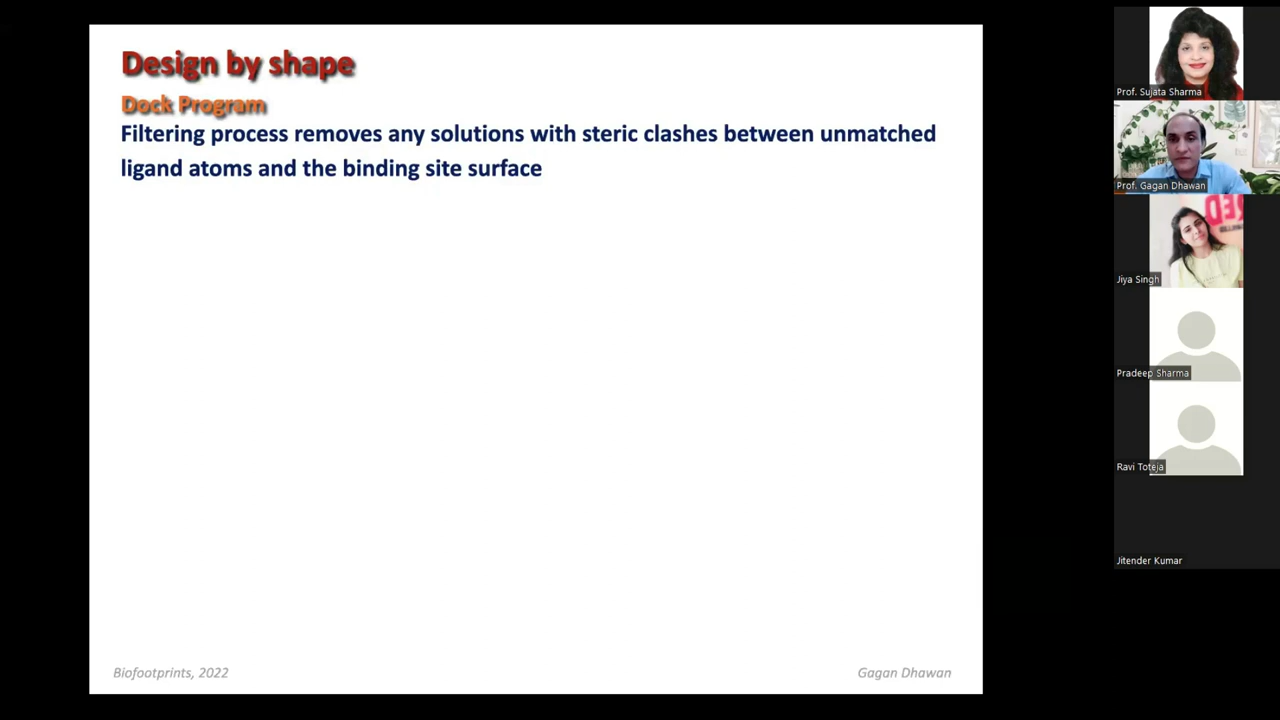 Design by shape
Dock Program
Filtering process removes any solutions with steric clashes between unmatched
ligand atoms and the binding site surface
Biofootprints, 2022
Gagan Dhawan
Prof. Sujata Sharma
Prof. Gagan Dhawan
Jiya Singh
Pradeep Sharma
Ravi Toteja
Jitender Kumar